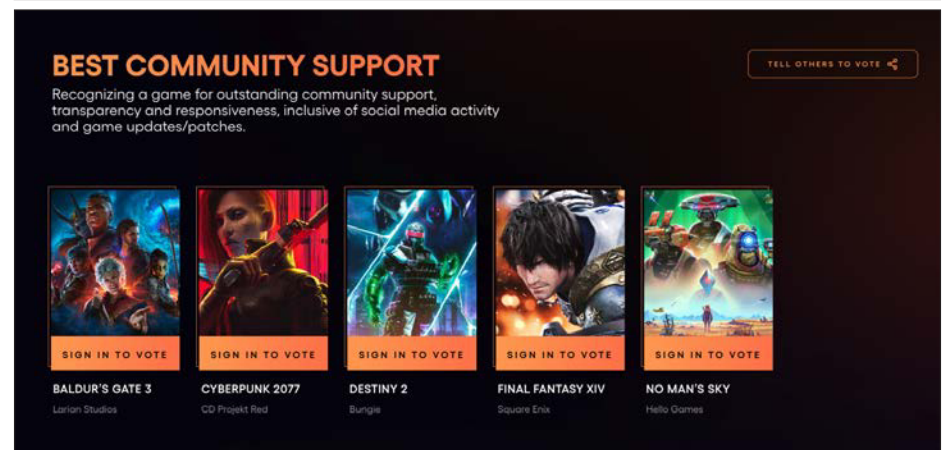 BEST COMMUNITY SUPPORT
TELL OTHERS TO VOTE
Recognizing a game for outstanding community support,
transparency and responsiveness, inclusive of social media activity
and game updates/patches.
SIGN IN TO VOTE
SIGN IN TO VOTE
SIGN IN TO VOTE
SIGN IN TO VOTE
SIGN IN TO VOTE
BALDUR'S GATE 3
CYBERPUNK 2077
DESTINY 2
FINAL FANTASY XIV
NO MAN'S SKY
Larian Studios
CD Projekt Red
Bungie
Square Enix
Hello Games